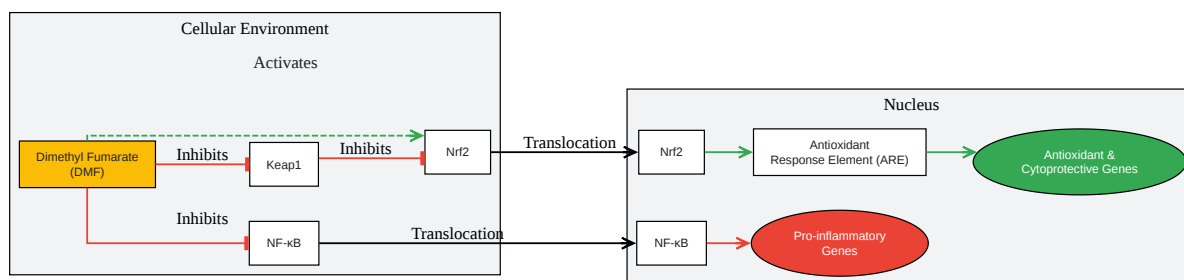 Cellular Environment
Activates
Nucleus
Dimethyl Fumarate
(DMF)
Inhibits
Keap1
Inhibits
Nrf2
Translocation
Nrf2
Antioxidant
Response Element (ARE)
Antioxidant &
Cytoprotective Genes
Inhibits
NF-κB
Translocation
NF-κB
Pro-inflammatory
Genes